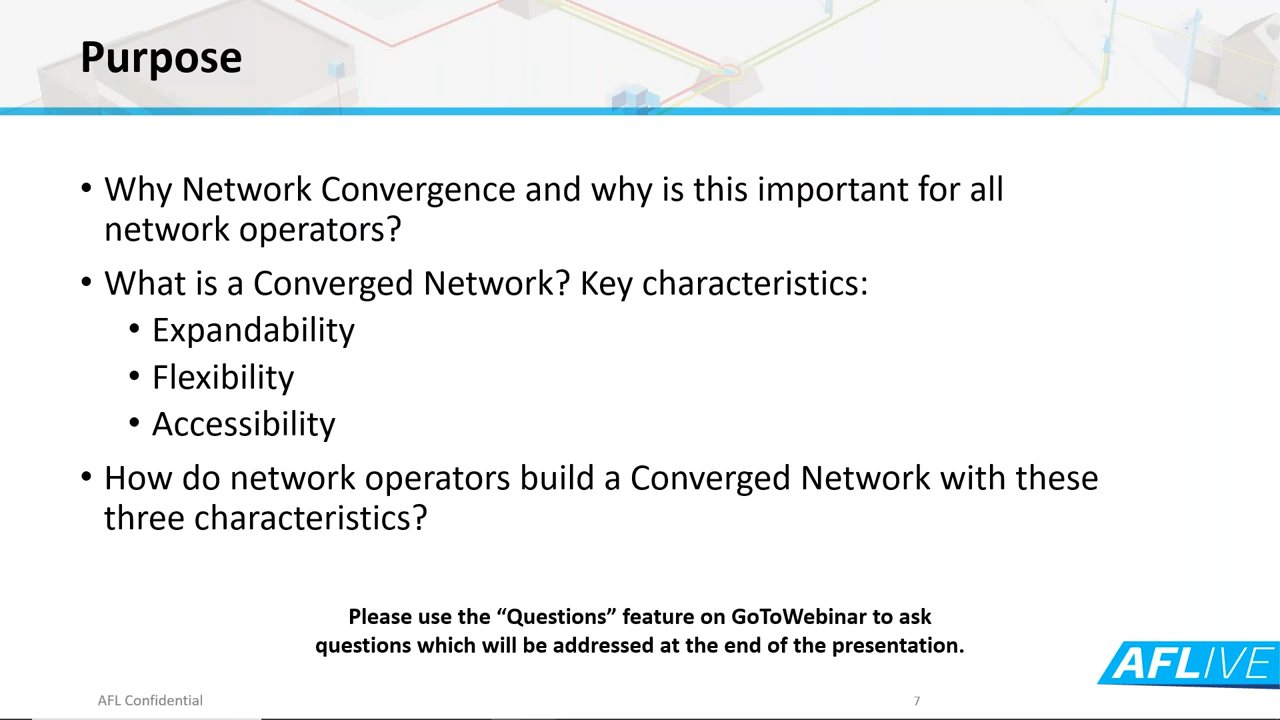 Purpose
• Why Network Convergence and why is this important for all
network operators?
• What is a Converged Network? Key characteristics:
• Expandability
• Flexibility
• Accessibility
• How do network operators build a Converged Network with these
three characteristics?
Please use the “Questions” feature on GoToWebinar to ask
questions which will be addressed at the end of the presentation.
AFLIVE
AFL Confidential
7